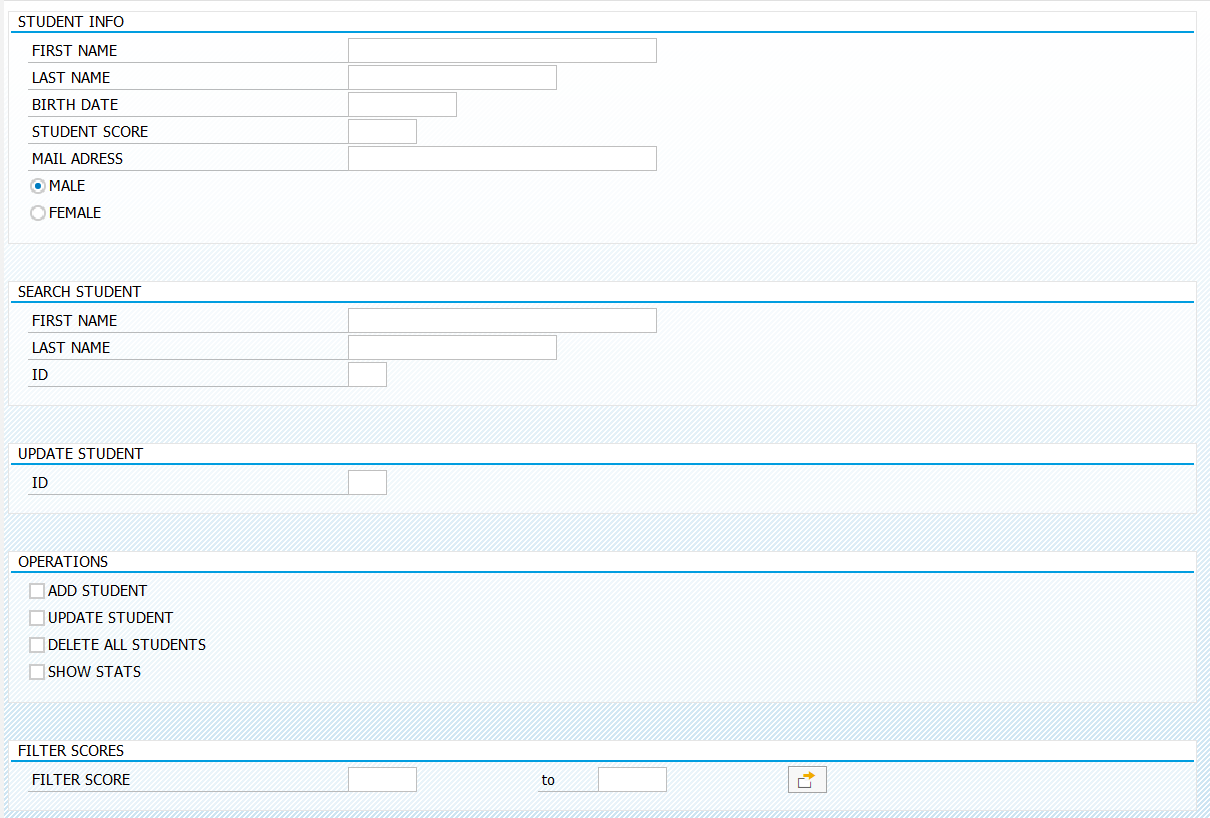 STUDENT INFO
FIRST NAME
LAST NAME
BIRTH DATE
STUDENT SCORE
MAIL ADRESS
MALE
FEMALE
SEARCH STUDENT
FIRST NAME
LAST NAME
ID
UPDATE STUDENT
ID
OPERATIONS
ADD STUDENT
UPDATE STUDENT
DELETE ALL STUDENTS
SHOW STATS
FILTER SCORES
FILTER SCORE to